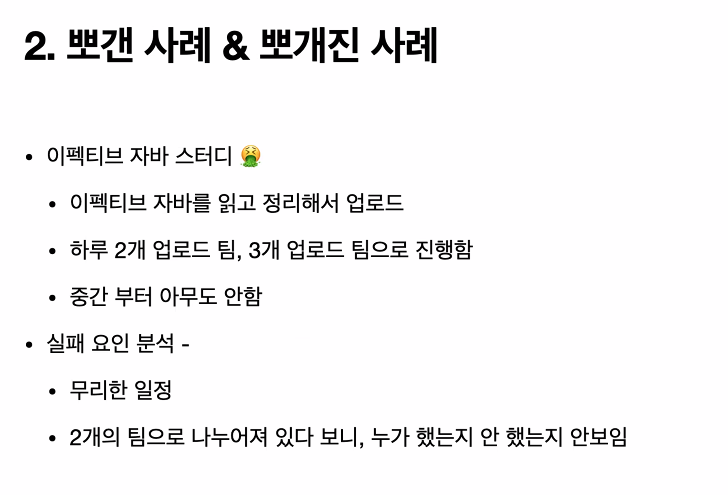 2. 뽀갠 사례 & 뽀개진 사례
• 이펙티브 자바 스터디 🤮
• 이펙티브 자바를 읽고 정리해서 업로드
• 하루 2개 업로드 팀, 3개 업로드 팀으로 진행함
• 중간 부터 아무도 안함
• 실패 요인 분석 -
• 무리한 일정
• 2개의 팀으로 나누어져 있다 보니, 누가 했는지 안 했는지 안보임